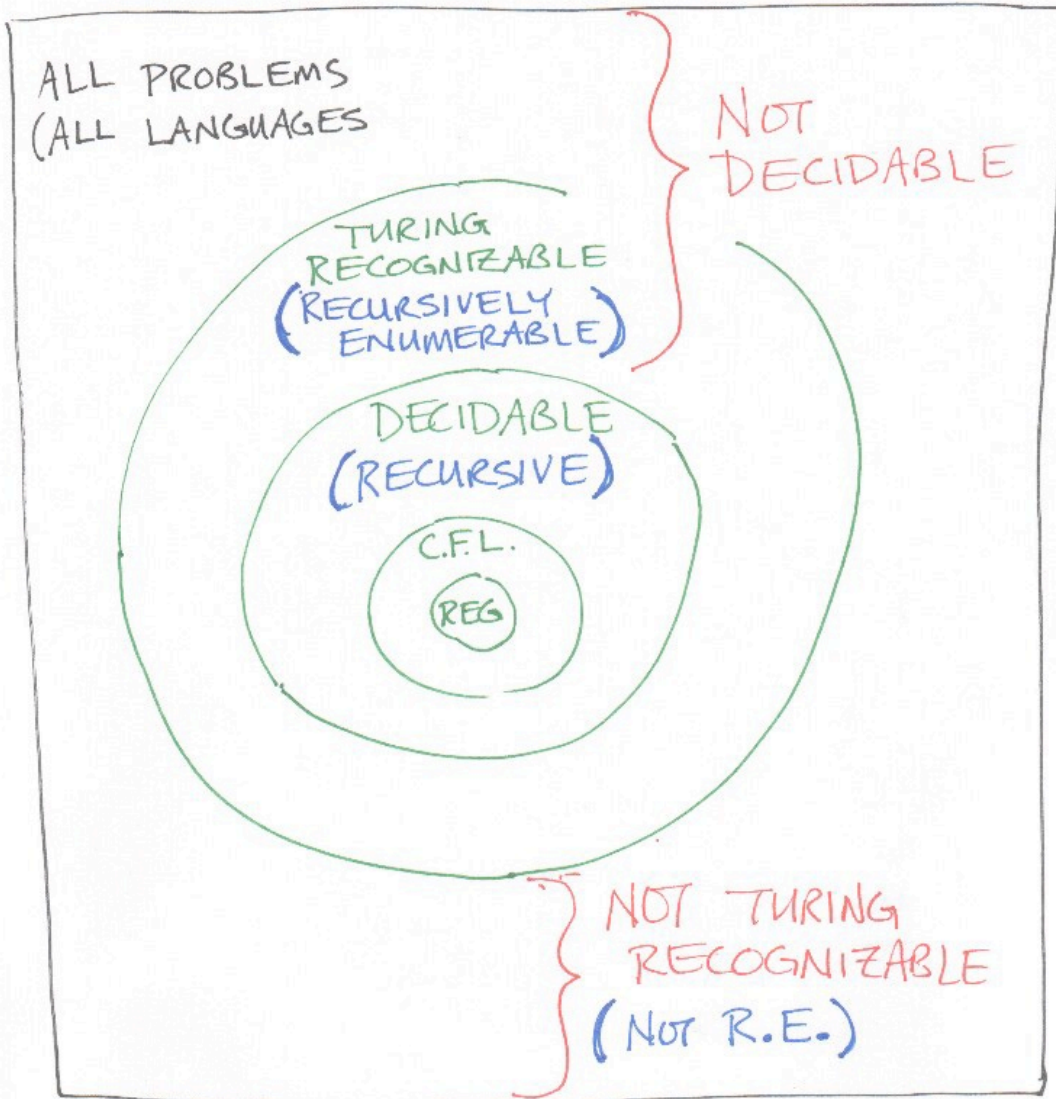 ALL PROBLEMS
(ALL LANGUAGES
NOT
DECIDABLE
TURING
RECOGNIZABLE
(RECURSIVELY
ENUMERABLE)
DECIDABLE
(RECURSIVE)
C.F.L.
REG
NOT TURING
RECOGNIZABLE
(NOT R.E.)